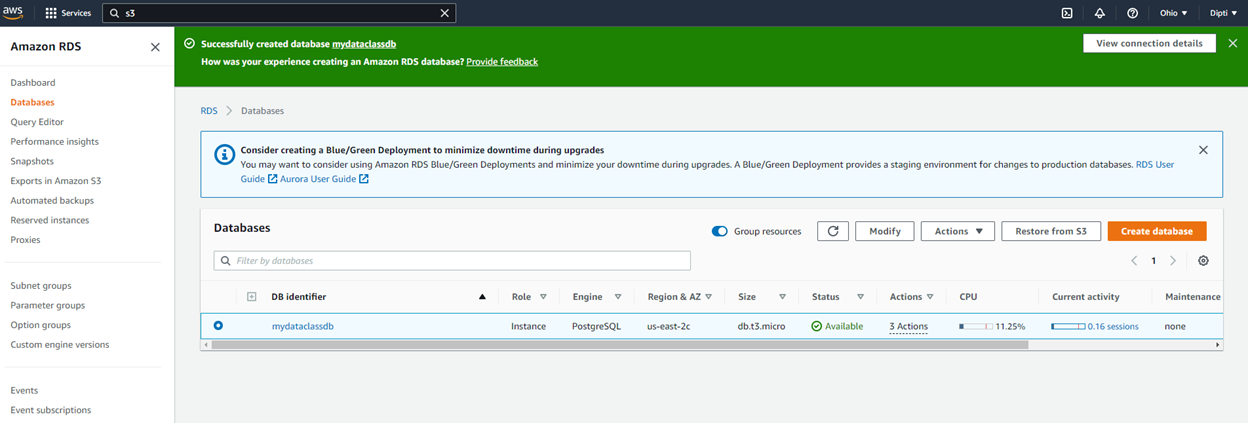 aws Services s3 Ohio ▼ Dipti ▼
Amazon RDS
Dashboard
Databases
Query Editor
Performance insights
Snapshots
Exports in Amazon S3
Automated backups
Reserved instances
Proxies
Subnet groups
Parameter groups
Option groups
Custom engine versions
Events
Event subscriptions
Successfully created database mydataclassdb
View connection details
How was your experience creating an Amazon RDS database? Provide feedback
RDS > Databases
Consider creating a Blue/Green Deployment to minimize downtime during upgrades
You may want to consider using Amazon RDS Blue/Green Deployments and minimize your downtime during upgrades. A Blue/Green Deployment provides a staging environment for changes to production databases. RDS User
Guide Aurora User Guide
Databases Group resources Modify Actions ▼ Restore from S3 Create database
Filter by databases 1
DB identifier Role Engine Region & AZ Size Status Actions CPU Current activity Maintenance
mydataclassdb Instance PostgreSQL us-east-2c db.t3.micro Available 3 Actions 11.25% 0.16 sessions none